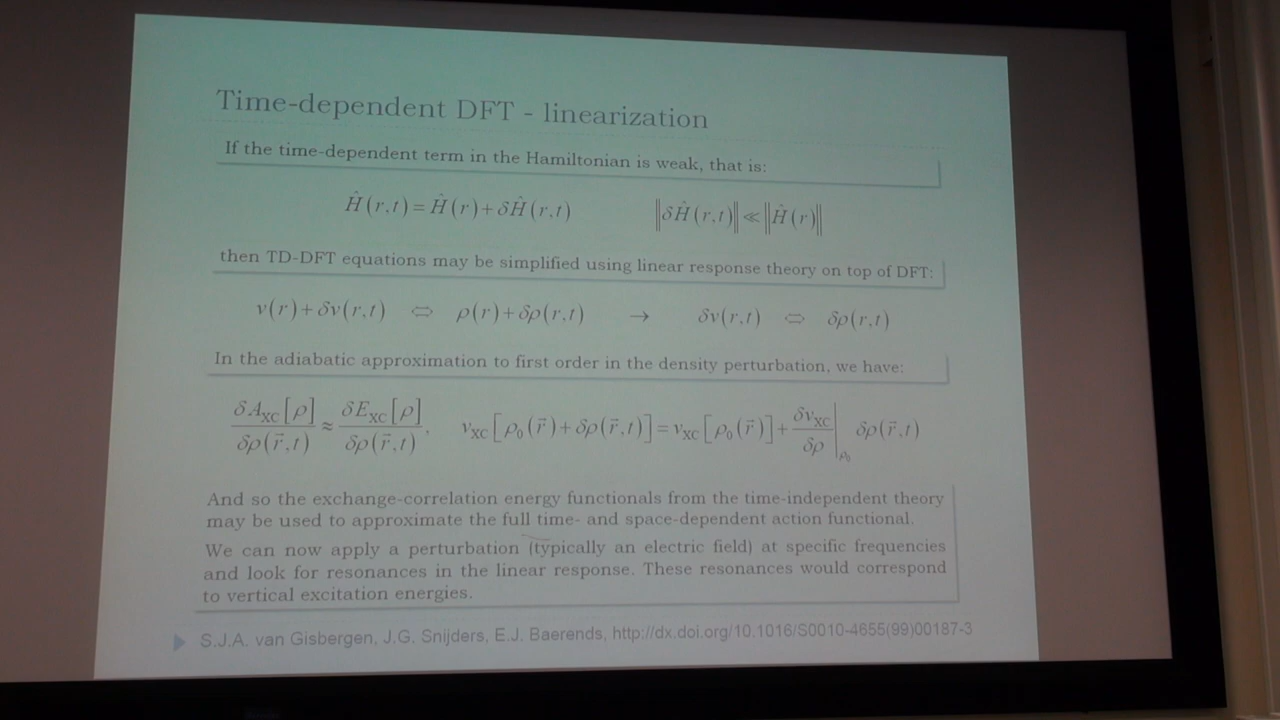 Time-dependent DFT - linearization
If the time-dependent term in the Hamiltonian is weak, that is:
Ĥ(r,t) = Ĥ(r) + δĤ(r,t)    ‖δĤ(r,t)‖ ≪ ‖Ĥ(r)‖
then TD-DFT equations may be simplified using linear response theory on top of DFT:
v(r) + δv(r,t) ⇔ ρ(r) + δρ(r,t) → δv(r,t) ⇔ δρ(r,t)
In the adiabatic approximation to first order in the density perturbation, we have:
δA_XC[ρ]/δρ(r⃗,t) ≈ δE_XC[ρ]/δρ(r⃗,t), v_XC[ρ₀(r⃗) + δρ(r⃗,t)] = v_XC[ρ₀(r⃗)] + δv_XC/δρ|_ρ₀ δρ(r⃗,t)
And so the exchange-correlation energy functionals from the time-independent theory
may be used to approximate the full time- and space-dependent action functional.
We can now apply a perturbation (typically an electric field) at specific frequencies
and look for resonances in the linear response. These resonances would correspond
to vertical excitation energies.
S.J.A. van Gisbergen, J.G. Snijders, E.J. Baerends, http://dx.doi.org/10.1016/S0010-4655(99)00187-3